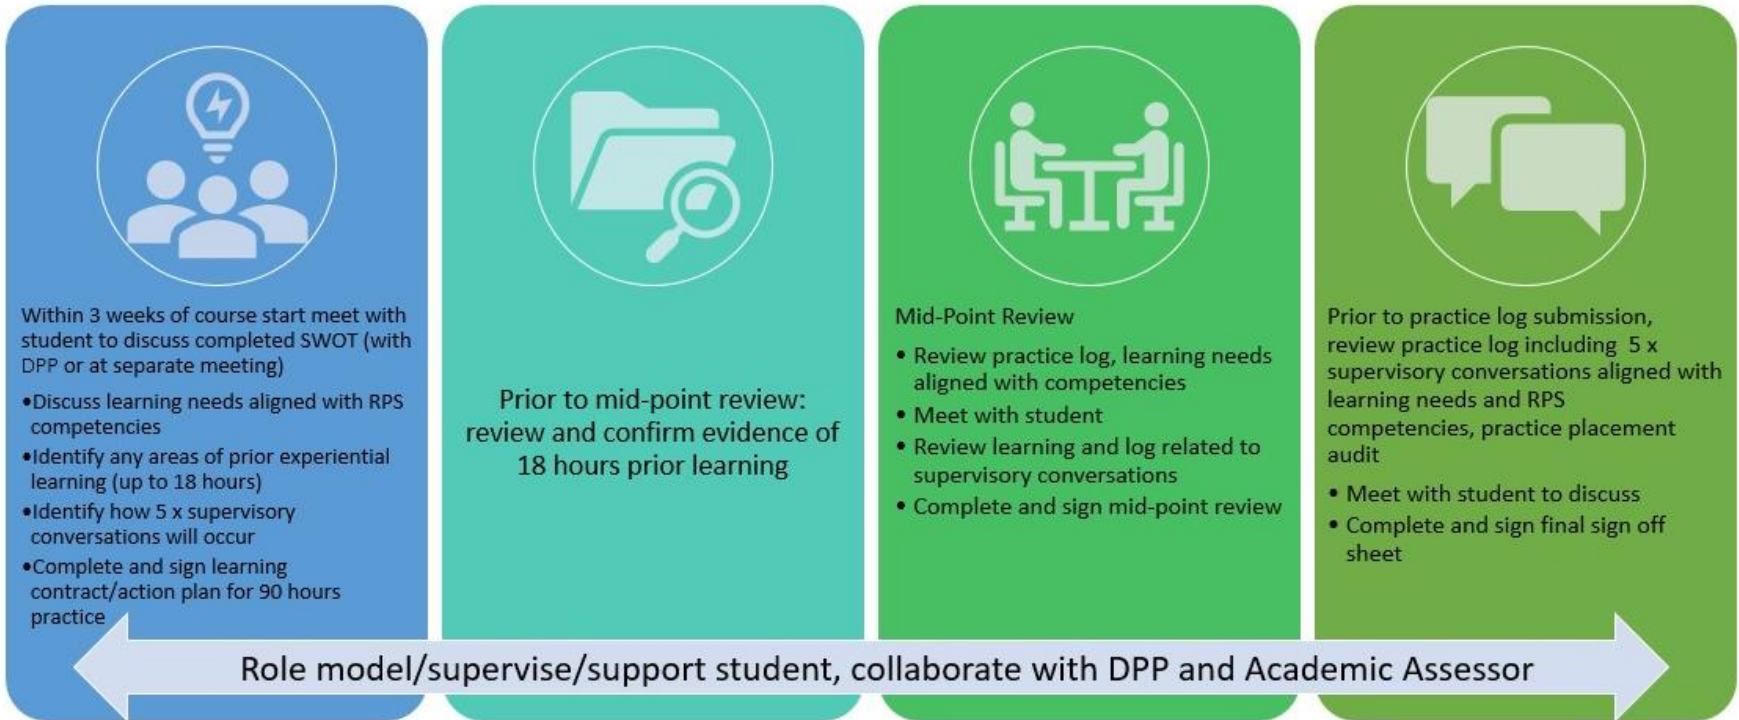 Within 3 weeks of course start meet with
student to discuss completed SWOT (with
DPP or at separate meeting)
•Discuss learning needs aligned with RPS
competencies
•Identify any areas of prior experiential
learning (up to 18 hours)
•Identify how 5 x supervisory
conversations will occur
•Complete and sign learning
contract/action plan for 90 hours
practice
Prior to mid-point review:
review and confirm evidence of
18 hours prior learning
Mid-Point Review
• Review practice log, learning needs
aligned with competencies
• Meet with student
• Review learning and log related to
supervisory conversations
• Complete and sign mid-point review
Prior to practice log submission,
review practice log including 5 x
supervisory conversations aligned with
learning needs and RPS
competencies, practice placement
audit
• Meet with student to discuss
• Complete and sign final sign off
sheet
Role model/supervise/support student, collaborate with DPP and Academic Assessor